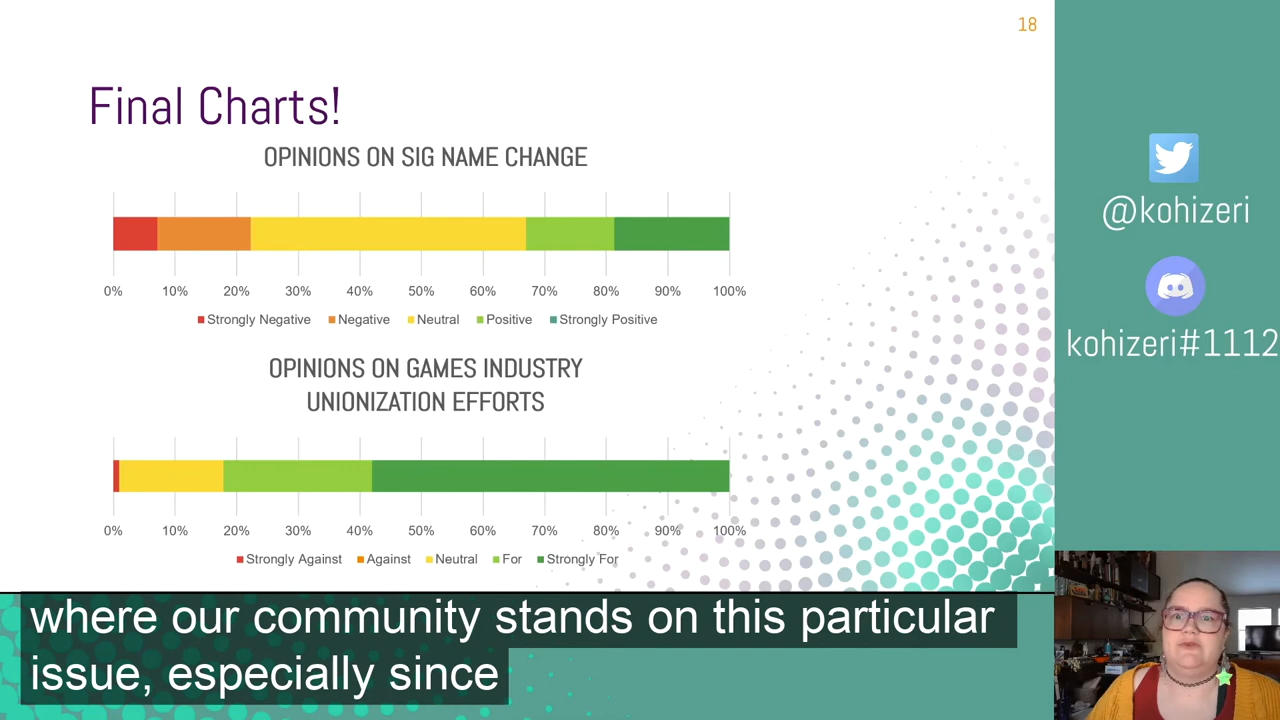 18
Final Charts!
OPINIONS ON SIG NAME CHANGE
0% 10% 20% 30% 40% 50% 60% 70% 80% 90% 100%
Strongly Negative Negative Neutral Positive Strongly Positive
OPINIONS ON GAMES INDUSTRY
UNIONIZATION EFFORTS
0% 10% 20% 30% 40% 50% 60% 70% 80% 90% 100%
Strongly Against Against Neutral For Strongly For
@kohizeri
kohizeri#1112
where our community stands on this particular
issue, especially since